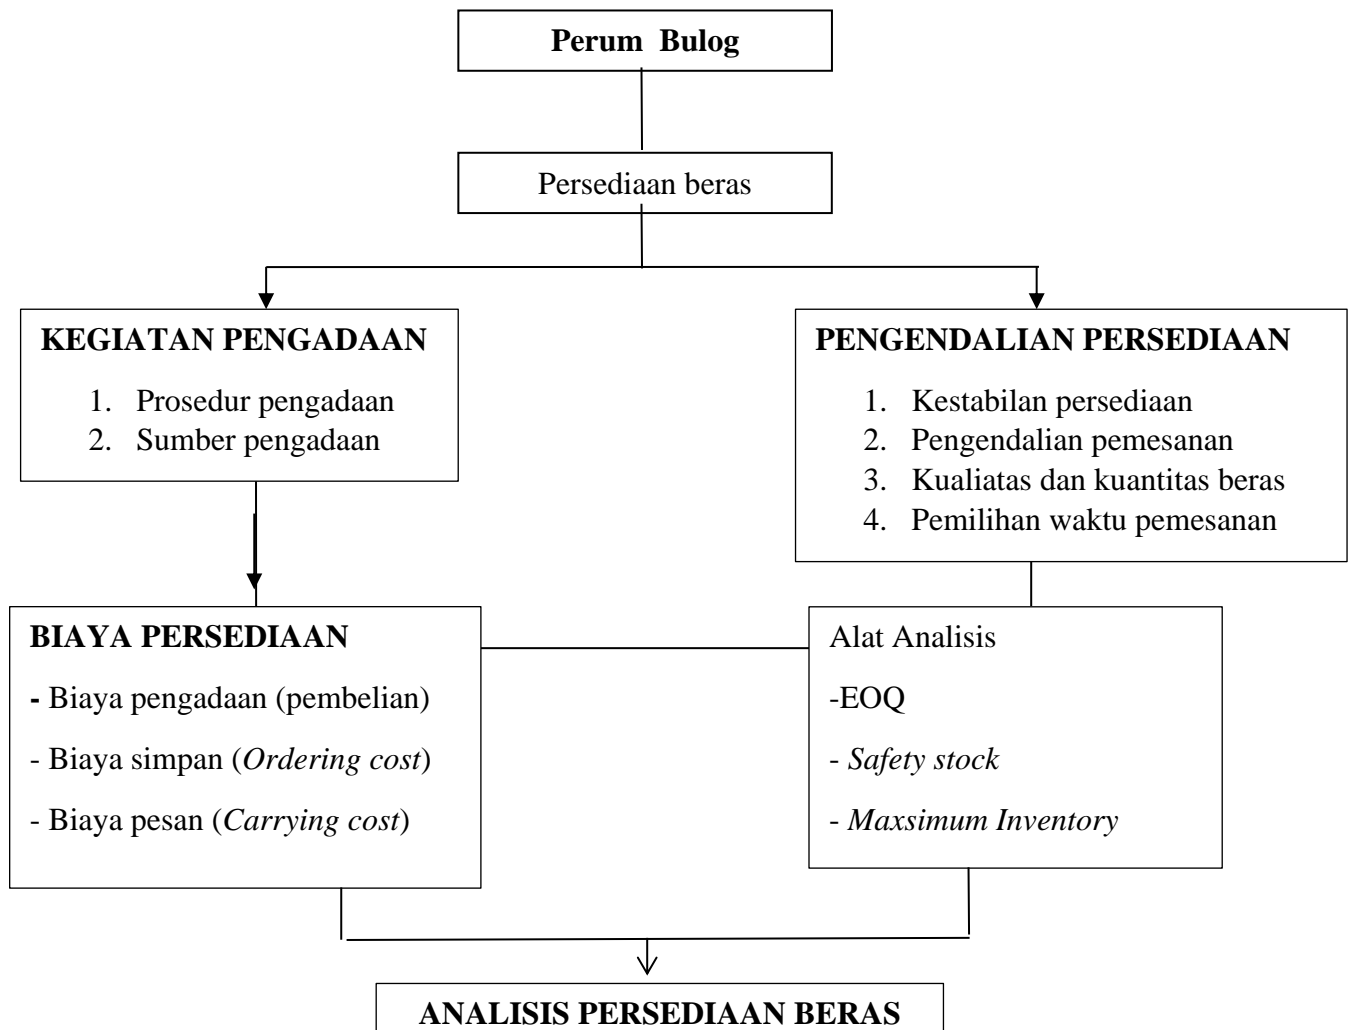 Perum Bulog
Persediaan beras
KEGIATAN PENGADAAN
1. Prosedur pengadaan
2. Sumber pengadaan
PENGENDALIAN PERSEDIAAN
1. Kestabilan persediaan
2. Pengendalian pemesanan
3. Kualiatas dan kuantitas beras
4. Pemilihan waktu pemesanan
BIAYA PERSEDIAAN
- Biaya pengadaan (pembelian)
- Biaya simpan (Ordering cost)
- Biaya pesan (Carrying cost)
Alat Analisis
-EOQ
- Safety stock
- Maxsimum Inventory
ANALISIS PERSEDIAAN BERAS